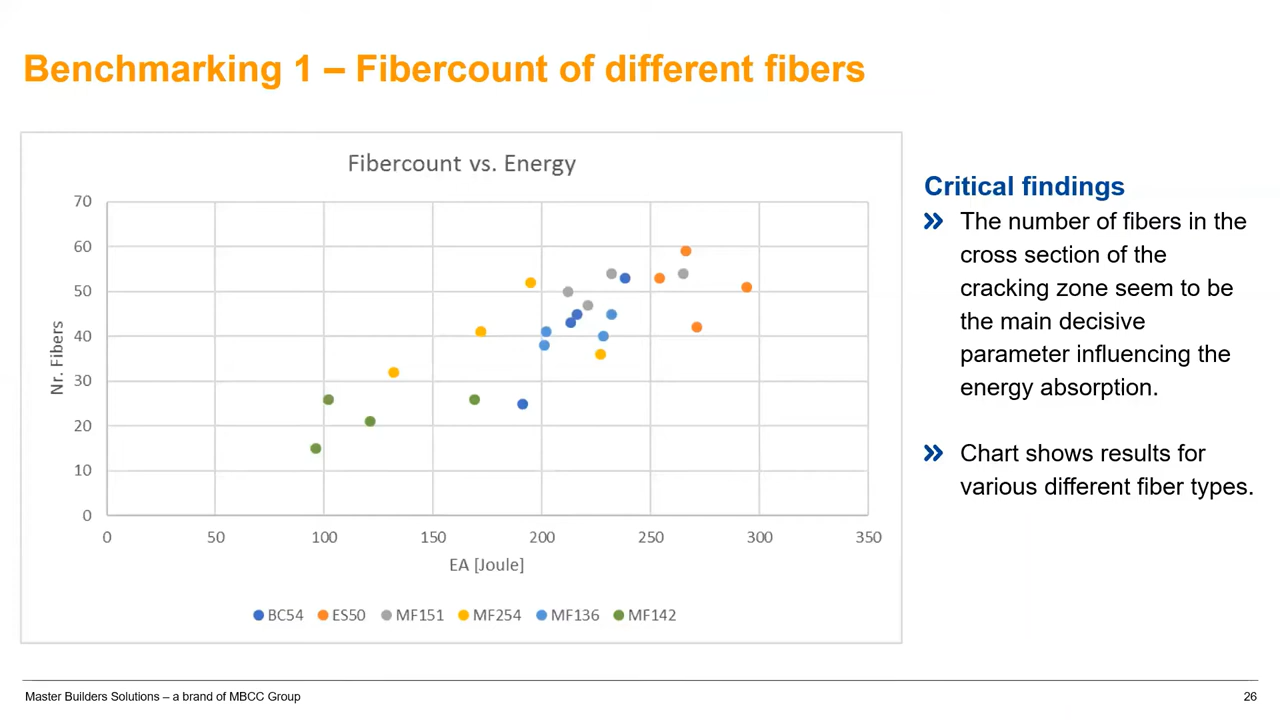 Benchmarking 1 – Fibercount of different fibers
Fibercount vs. Energy
70
60
50
40
30
20
10
0
Nr. Fibers
0 50 100 150 200 250 300 350
EA [Joule]
BC54 ES50 MF151 MF254 MF136 MF142
Critical findings
The number of fibers in the
cross section of the
cracking zone seem to be
the main decisive
parameter influencing the
energy absorption.
Chart shows results for
various different fiber types.
Master Builders Solutions – a brand of MBCC Group
26